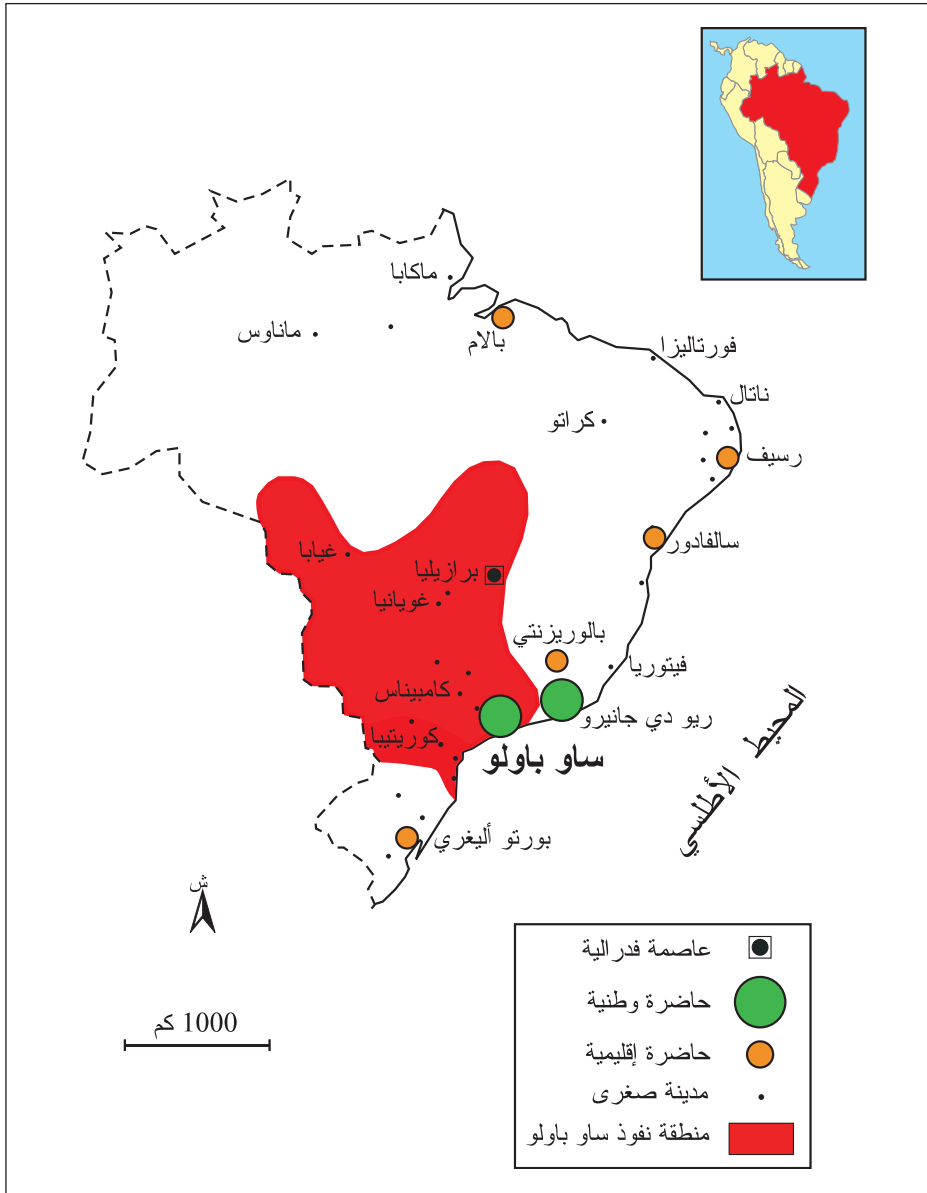 ماكابا
بالام
ماناوس
فورتاليزا
ناتال
كراتو
رسيف
سالفادور
غيابا
برازيليا
غويانيا
بالوريزنتي
فيتوريا
كامبيناس
ريو دي جانيرو
كوريتيبا
ساو باولو
المحيط الأطلسي
بورتو أليغري
ش
1000 كم
عاصمة فدرالية
حاضرة وطنية
حاضرة إقليمية
مدينة صغرى
منطقة نفوذ ساو باولو